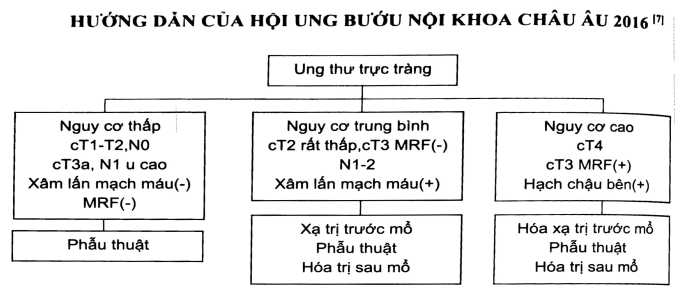 HƯỚNG DẪN CỦA HỘI UNG BƯỚU NỘI KHOA CHÂU ÂU 2016 [7]
Ung thư trực tràng
Nguy cơ thấp
cT1-T2,N0
cT3a, N1 u cao
Xâm lấn mạch máu(-)
MRF(-)
Phẫu thuật
Nguy cơ trung bình
cT2 rất thấp,cT3 MRF(-)
N1-2
Xâm lấn mạch máu(+)
Xạ trị trước mổ
Phẫu thuật
Hóa trị sau mổ
Nguy cơ cao
cT4
cT3 MRF(+)
Hạch chậu bên(+)
Hóa xạ trị trước mổ
Phẫu thuật
Hóa trị sau mổ